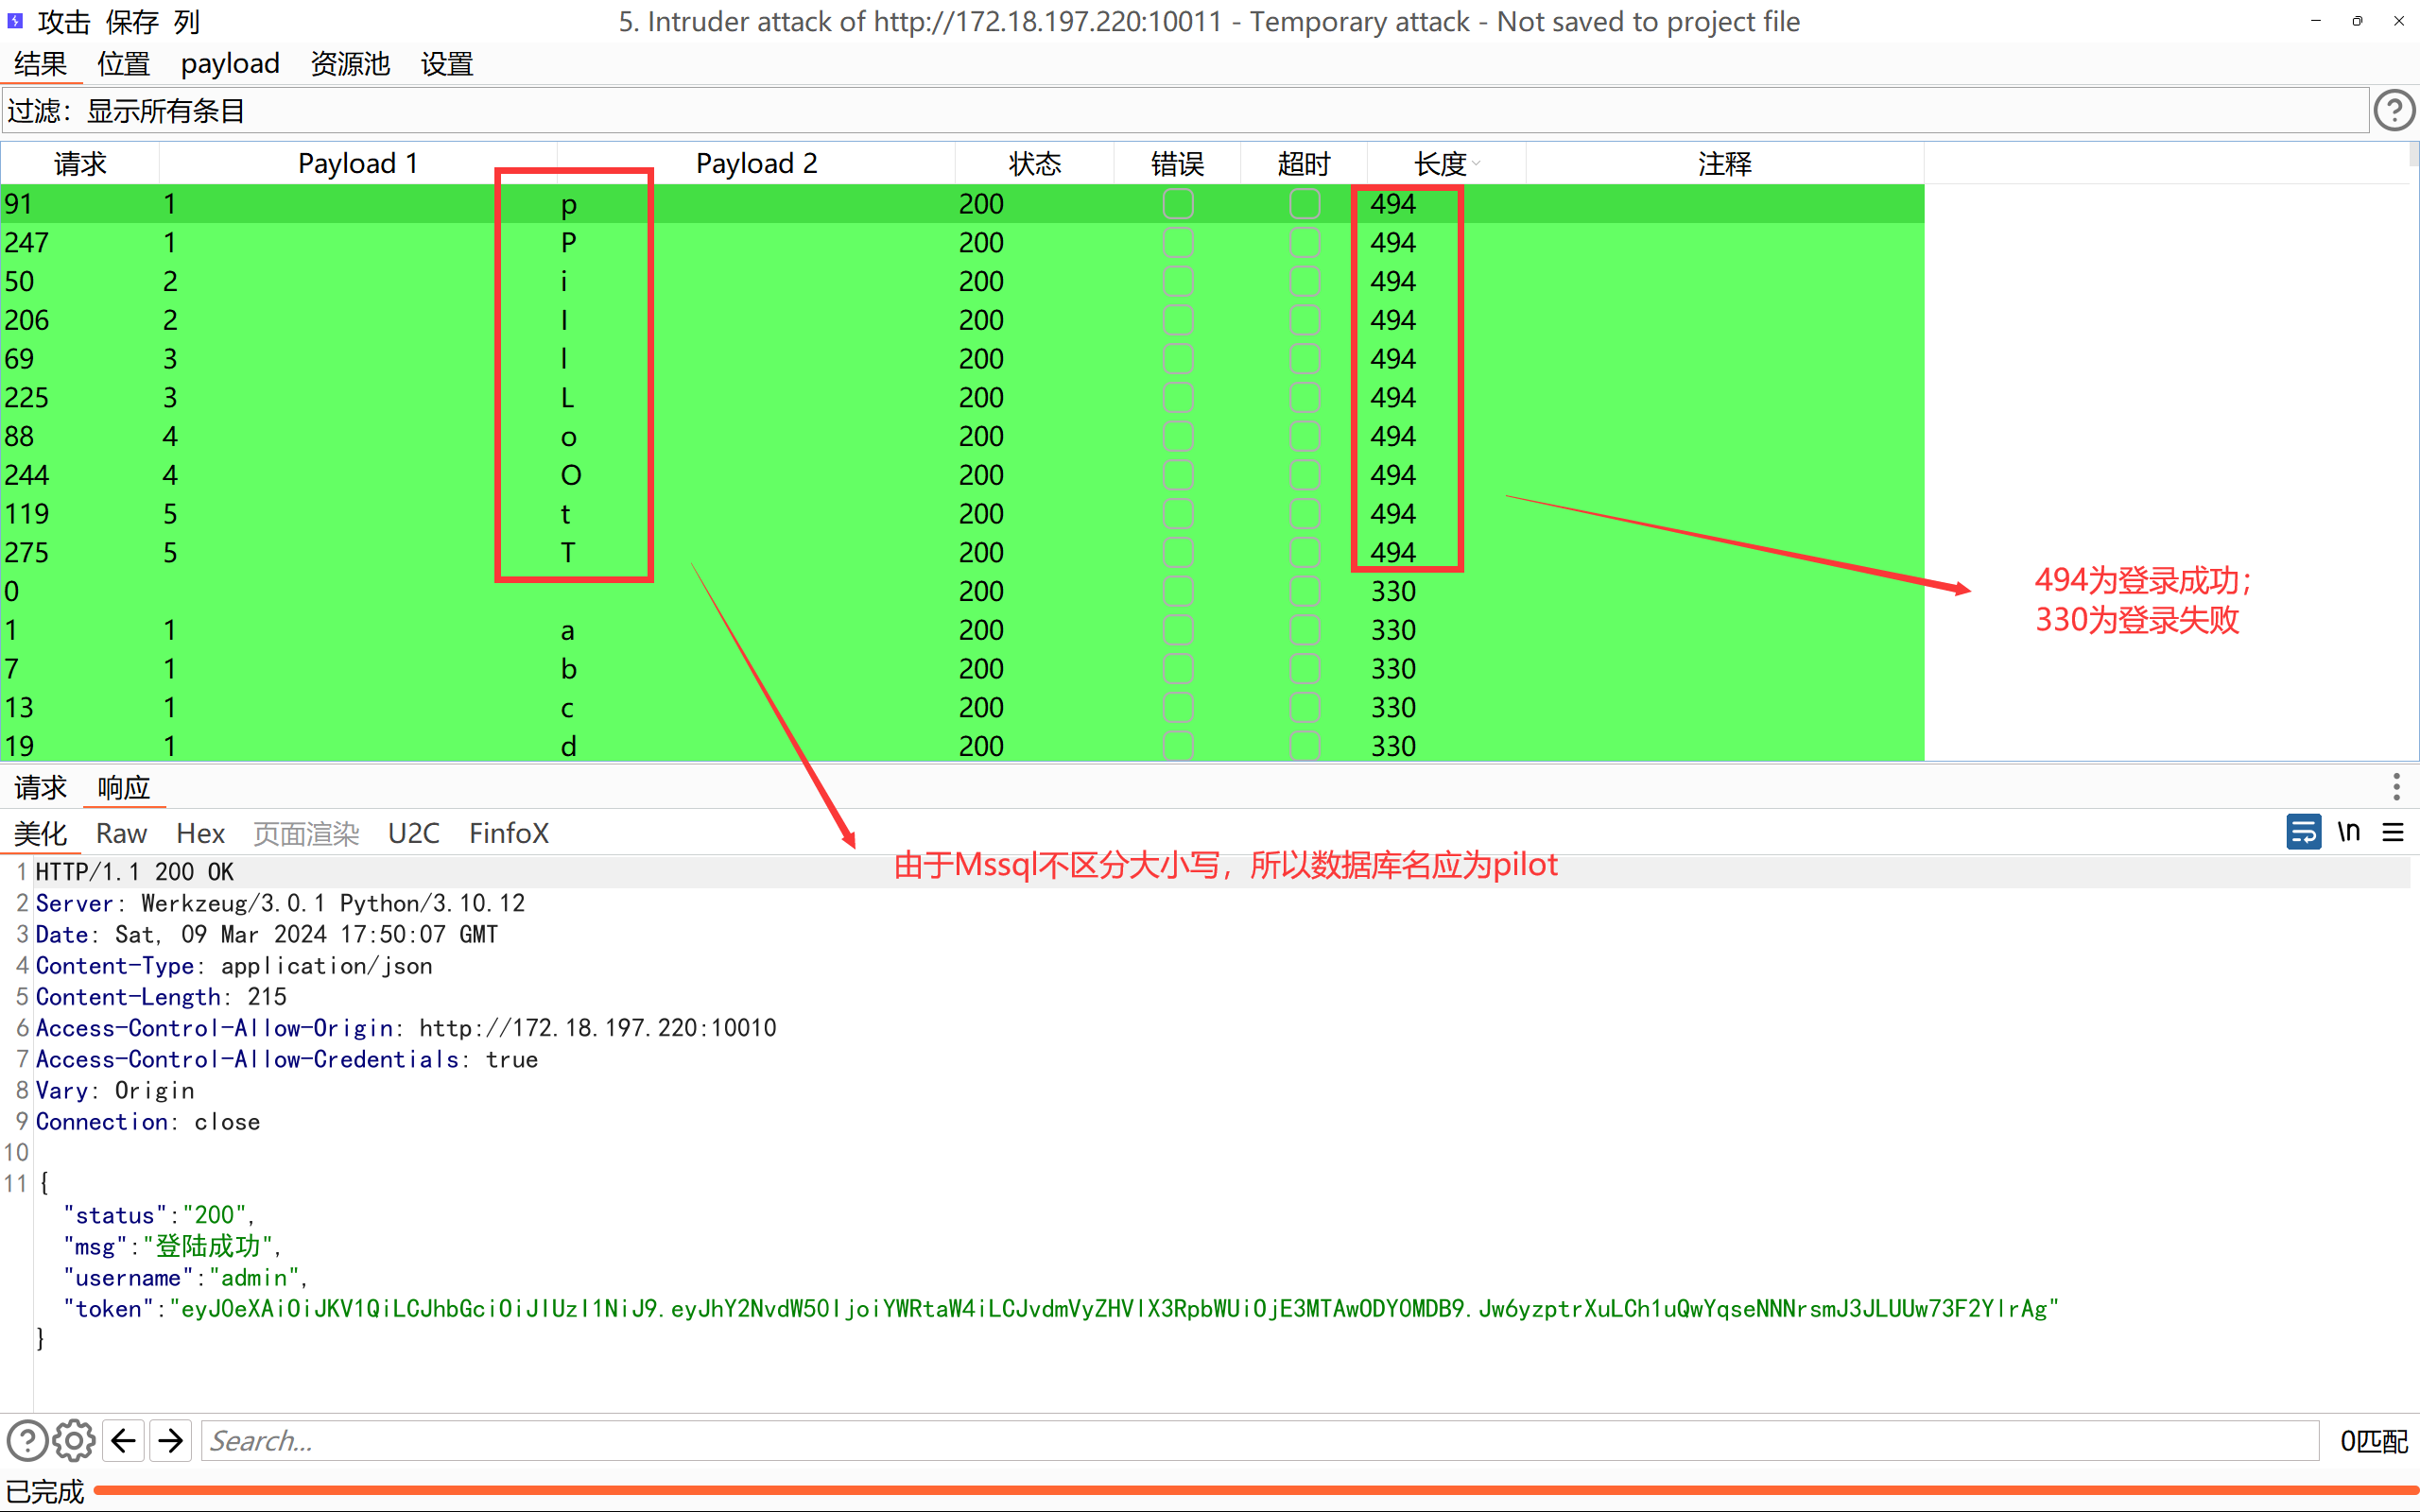 攻击 保存 列 5. Intruder attack of http://172.18.197.220:10011 - Temporary attack - Not saved to project file
结果 位置 payload 资源池 设置
过滤：显示所有条目
请求 Payload 1 Payload 2 状态 错误 超时 长度 注释
91 1 p 200 494
247 1 P 200 494
50 2 i 200 494
206 2 I 200 494
69 3 l 200 494
225 3 L 200 494
88 4 o 200 494
244 4 O 200 494
119 5 t 200 494
275 5 T 200 494
0 200 330
1 1 a 200 330
7 1 b 200 330
13 1 c 200 330
19 1 d 200 330
494为登录成功；
330为登录失败
请求 响应
美化 Raw Hex 页面渲染 U2C FinfoX \n
由于Mssql不区分大小写，所以数据库名应为pilot
1 HTTP/1.1 200 OK
2 Server: Werkzeug/3.0.1 Python/3.10.12
3 Date: Sat, 09 Mar 2024 17:50:07 GMT
4 Content-Type: application/json
5 Content-Length: 215
6 Access-Control-Allow-Origin: http://172.18.197.220:10010
7 Access-Control-Allow-Credentials: true
8 Vary: Origin
9 Connection: close
10
11 {
"status":"200",
"msg":"登陆成功",
"username":"admin",
"token":"eyJ0eXAiOiJKV1QiLCJhbGciOiJIUzI1NiJ9.eyJhY2NvdW50IjoiYWRtaW4iLCJvdmVyZHVlX3RpbWUiOjE3MTAwODY0MDB9.Jw6yzptrXuLCh1uQwYqseNNNrsmJ3JLUUw73F2YIrAg"
}
Search...
0匹配
已完成